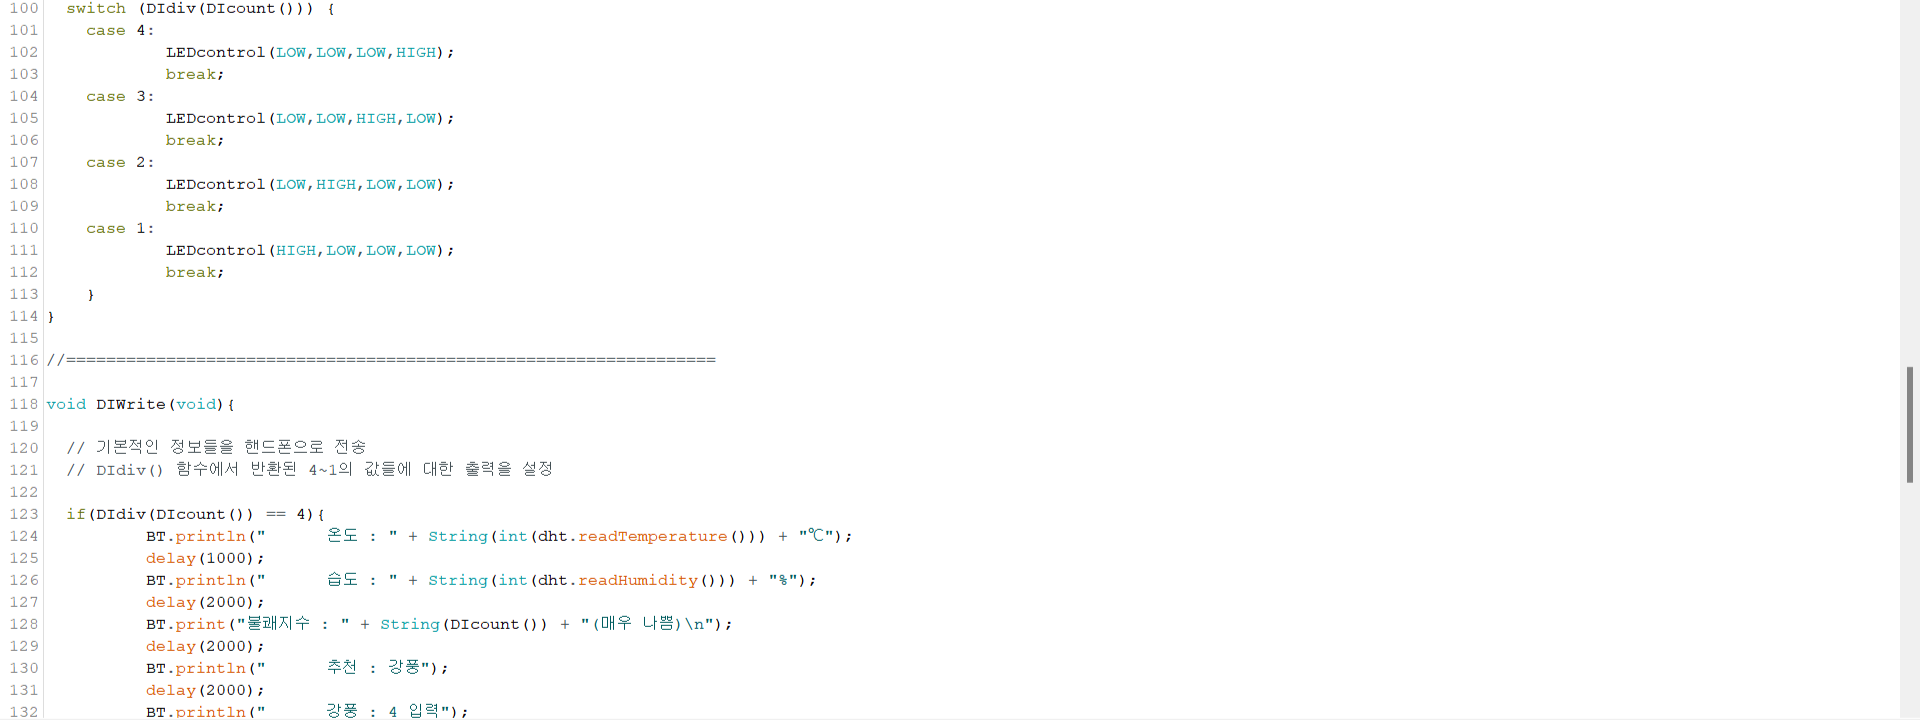 100 switch (DIdiv(DIcount())) {
101 case 4:
102 LEDcontrol(LOW,LOW,LOW,HIGH);
103 break;
104 case 3:
105 LEDcontrol(LOW,LOW,HIGH,LOW);
106 break;
107 case 2:
108 LEDcontrol(LOW,HIGH,LOW,LOW);
109 break;
110 case 1:
111 LEDcontrol(HIGH,LOW,LOW,LOW);
112 break;
113 }
114 }
115
116 //=================================================================
117
118 void DIWrite(void){
119
120 // 기본적인 정보들을 핸드폰으로 전송
121 // DIdiv() 함수에서 반환된 4~1의 값들에 대한 출력을 설정
122
123 if(DIdiv(DIcount()) == 4){
124 BT.println("      온도 : " + String(int(dht.readTemperature())) + "℃");
125 delay(1000);
126 BT.println("      습도 : " + String(int(dht.readHumidity())) + "%");
127 delay(2000);
128 BT.print("불쾌지수 : " + String(DIcount()) + "(매우 나쁨)\n");
129 delay(2000);
130 BT.println("      추천 : 강풍");
131 delay(2000);
132 BT.println("      강풍 : 4 입력");